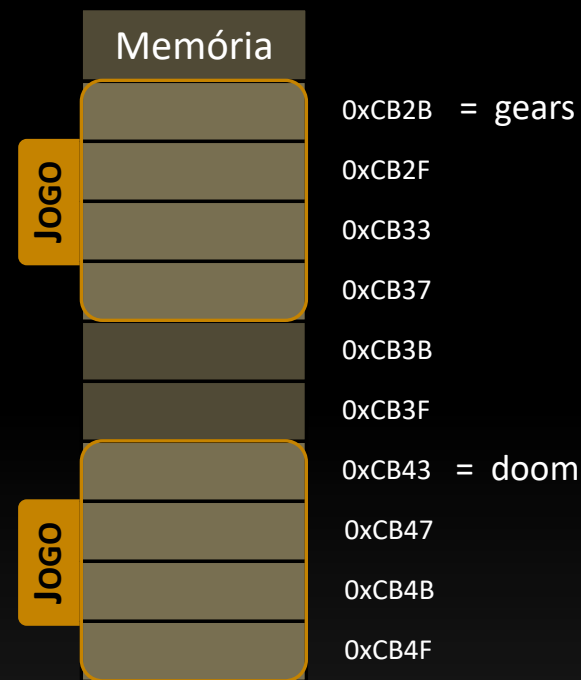 Memória
0xCB2B = gears
JOGO
0xCB2F
0xCB33
0xCB37
0xCB3B
0xCB3F
0xCB43 = doom
JOGO
0xCB47
0xCB4B
0xCB4F